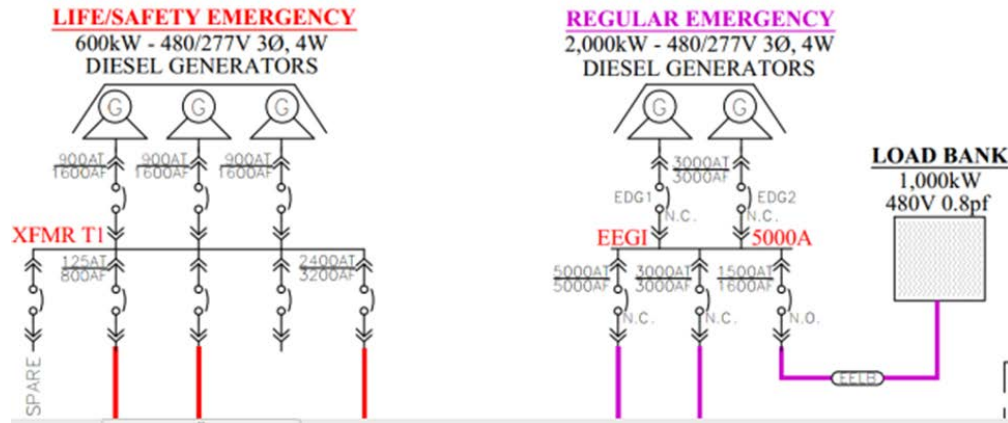 LIFE/SAFETY EMERGENCY
600kW - 480/277V 3Ø, 4W
DIESEL GENERATORS
G G G
900AT 900AT 900AT
1600AF 1600AF 1600AF
XFMR T1
125AT
800AF
2400AT
3200AF
SPARE
REGULAR EMERGENCY
2,000kW - 480/277V 3Ø, 4W
DIESEL GENERATORS
G G
3000AT
3000AF
EDG1
N.C.
EDG2
N.C.
EEGI
5000A
5000AT 3000AT 1500AT
5000AF 3000AF 1600AF
N.C. N.C. N.O.
LOAD BANK
1,000kW
480V 0.8pf
EELB